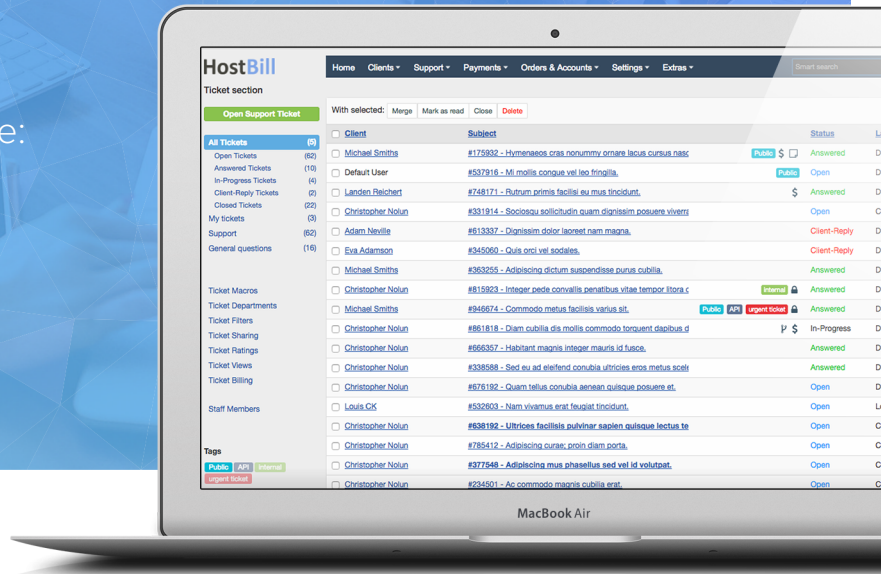 e:
HostBill
Home Clients Support Payments Orders & Accounts Settings Extras Smart search
Ticket section
Open Support Ticket
All Tickets (5)
Open Tickets (62)
Answered Tickets (10)
In-Progress Tickets (4)
Client-Reply Tickets (2)
Closed Tickets (22)
My tickets (3)
Support (62)
General questions (16)
Ticket Macros
Ticket Departments
Ticket Filters
Ticket Sharing
Ticket Ratings
Ticket Views
Ticket Billing
Staff Members
Tags
Public API internal
urgent ticket
With selected: Merge Mark as read Close Delete
Client Subject Status L
Michael Smiths #175932 - Hymenaeos cras nonummy ornare lacus cursus nasc Public $ Answered D
Default User #537916 - Mi mollis congue vel leo fringilla. Public Open D
Landen Reichert #748171 - Rutrum primis facilisi eu mus tincidunt. $ Answered D
Christopher Nolun #331914 - Sociosqu sollicitudin quam dignissim posuere viverra Open C
Adam Neville #613337 - Dignissim dolor laoreet nam magna. Client-Reply D
Eva Adamson #345060 - Quis orci vel sodales. Client-Reply D
Michael Smiths #363255 - Adipiscing dictum suspendisse purus cubilia. Answered D
Christopher Nolun #815923 - Integer pede convallis penatibus vitae tempor litora c internal Answered D
Michael Smiths #946674 - Commodo metus facilisis varius sit. Public API urgent ticket Answered D
Christopher Nolun #861818 - Diam cubilia dis mollis commodo torquent dapibus d $ In-Progress D
Christopher Nolun #666357 - Habitant magnis integer mauris id fusce. Answered D
Christopher Nolun #338588 - Sed eu ad eleifend conubia ultricies eros metus scele Answered D
Christopher Nolun #676192 - Quam tellus conubia aenean quisque posuere et. Open D
Louis CK #532603 - Nam vivamus erat feugiat tincidunt. Open L
Christopher Nolun #638192 - Ultrices facilisis pulvinar sapien quisque lectus te Open C
Christopher Nolun #785412 - Adipiscing curae; proin diam porta. Open C
Christopher Nolun #377548 - Adipiscing mus phasellus sed vel id volutpat. Open C
Christopher Nolun #234501 - Ac commodo magnis cubilia erat. Open C
MacBook Air